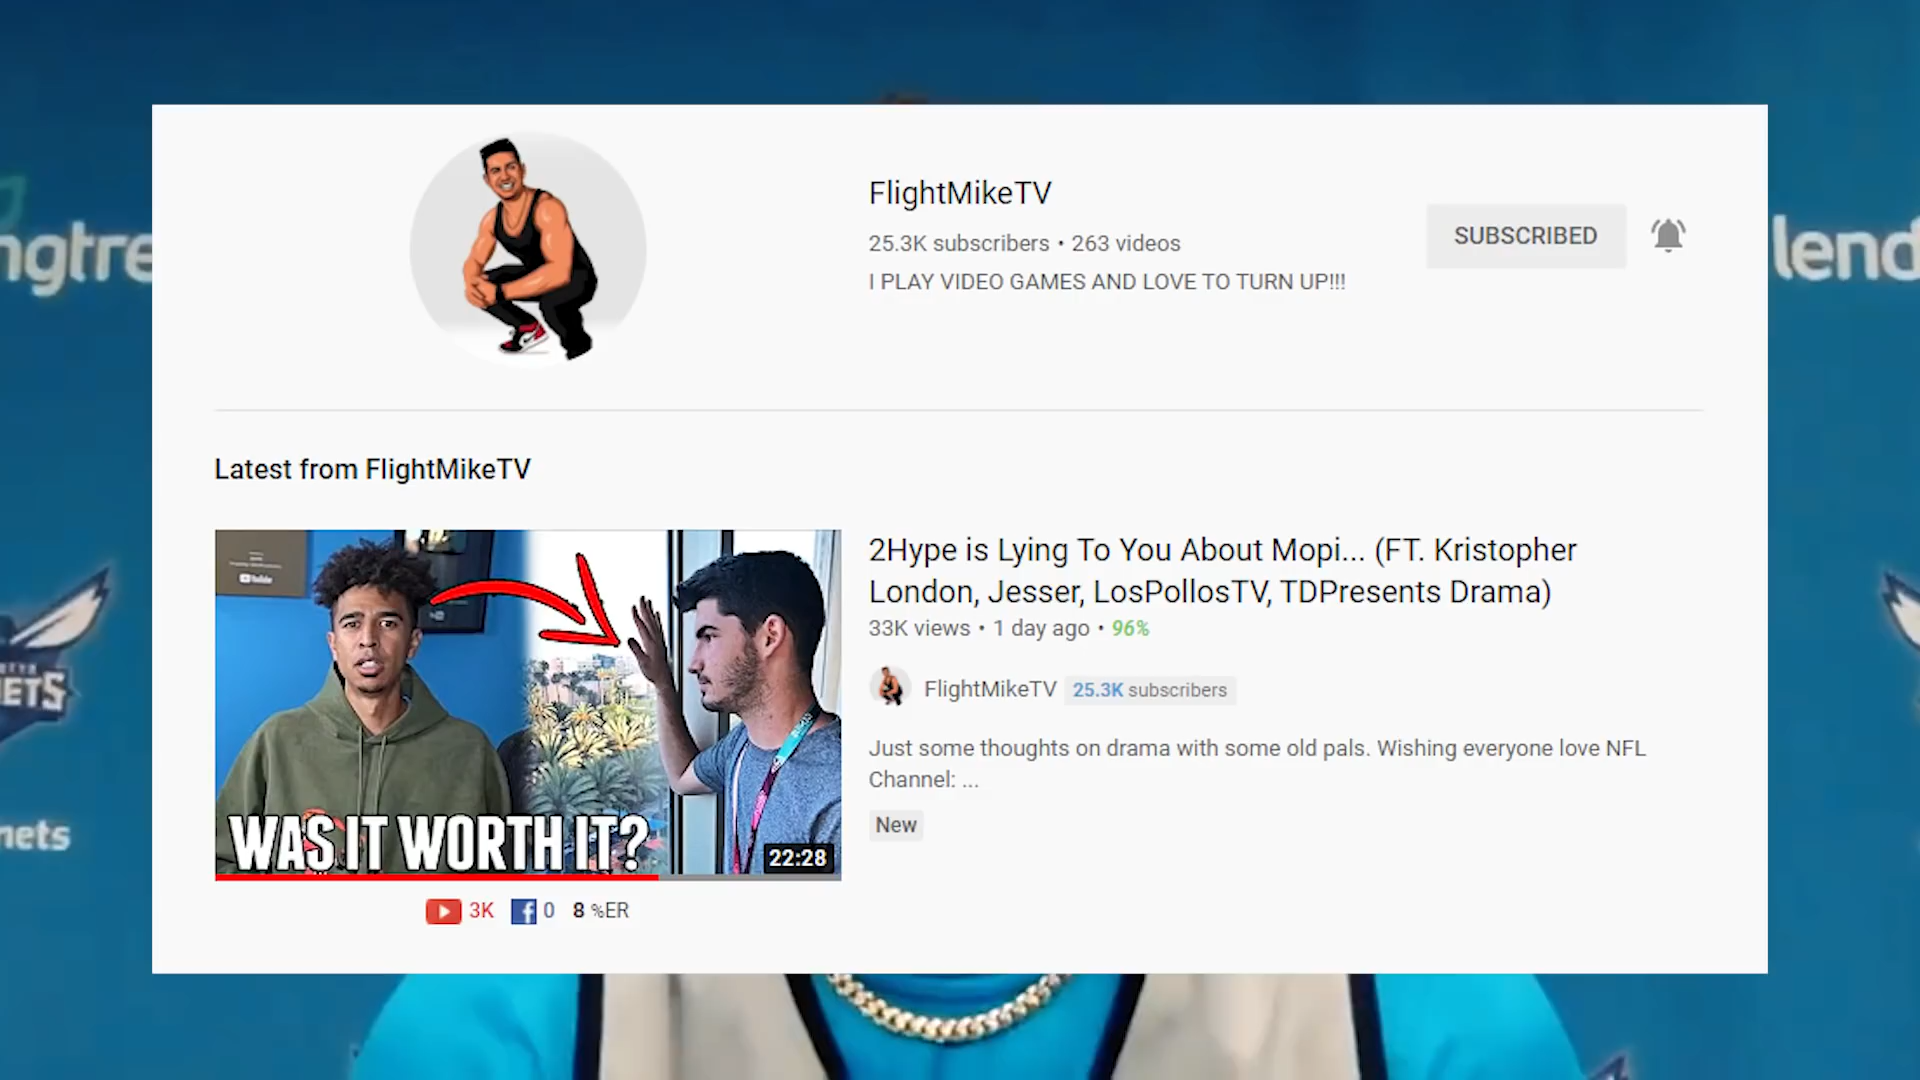 FlightMikeTV
25.3K subscribers • 263 videos
I PLAY VIDEO GAMES AND LOVE TO TURN UP!!!
SUBSCRIBED
ngtre
lend
Latest from FlightMikeTV
2Hype is Lying To You About Mopi... (FT. Kristopher
London, Jesser, LosPollosTV, TDPresents Drama)
33K views • 1 day ago • 96%
FlightMikeTV 25.3K subscribers
Just some thoughts on drama with some old pals. Wishing everyone love NFL
Channel: ...
New
YouTube
WAS IT WORTH IT?
22:28
3K 0 8 %ER
ETS
nets